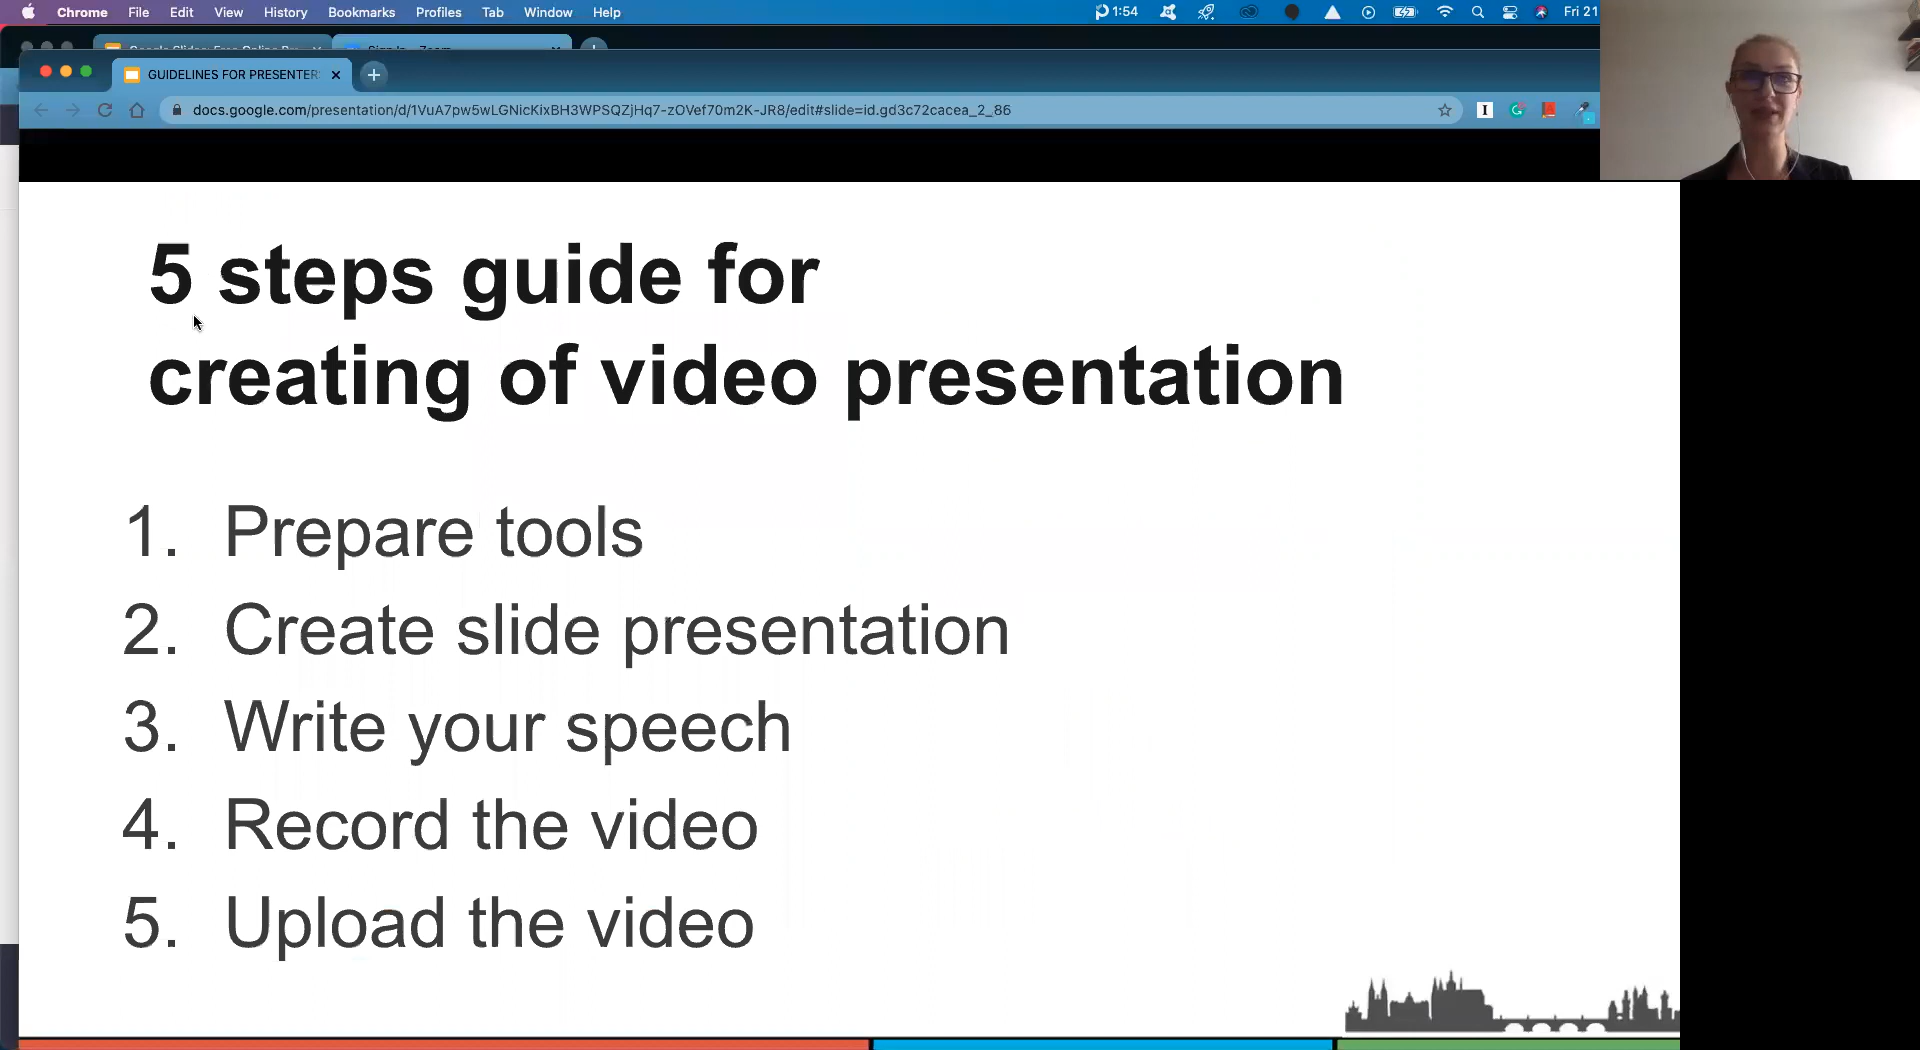 Chrome File Edit View History Bookmarks Profiles Tab Window Help 1:54 Fri 21
GUIDELINES FOR PRESENTER
docs.google.com/presentation/d/1VuA7pw5wLGNicKixBH3WPSQZjHq7-zOVef70m2K-JR8/edit#slide=id.gd3c72cacea_2_86
5 steps guide for
creating of video presentation
1. Prepare tools
2. Create slide presentation
3. Write your speech
4. Record the video
5. Upload the video